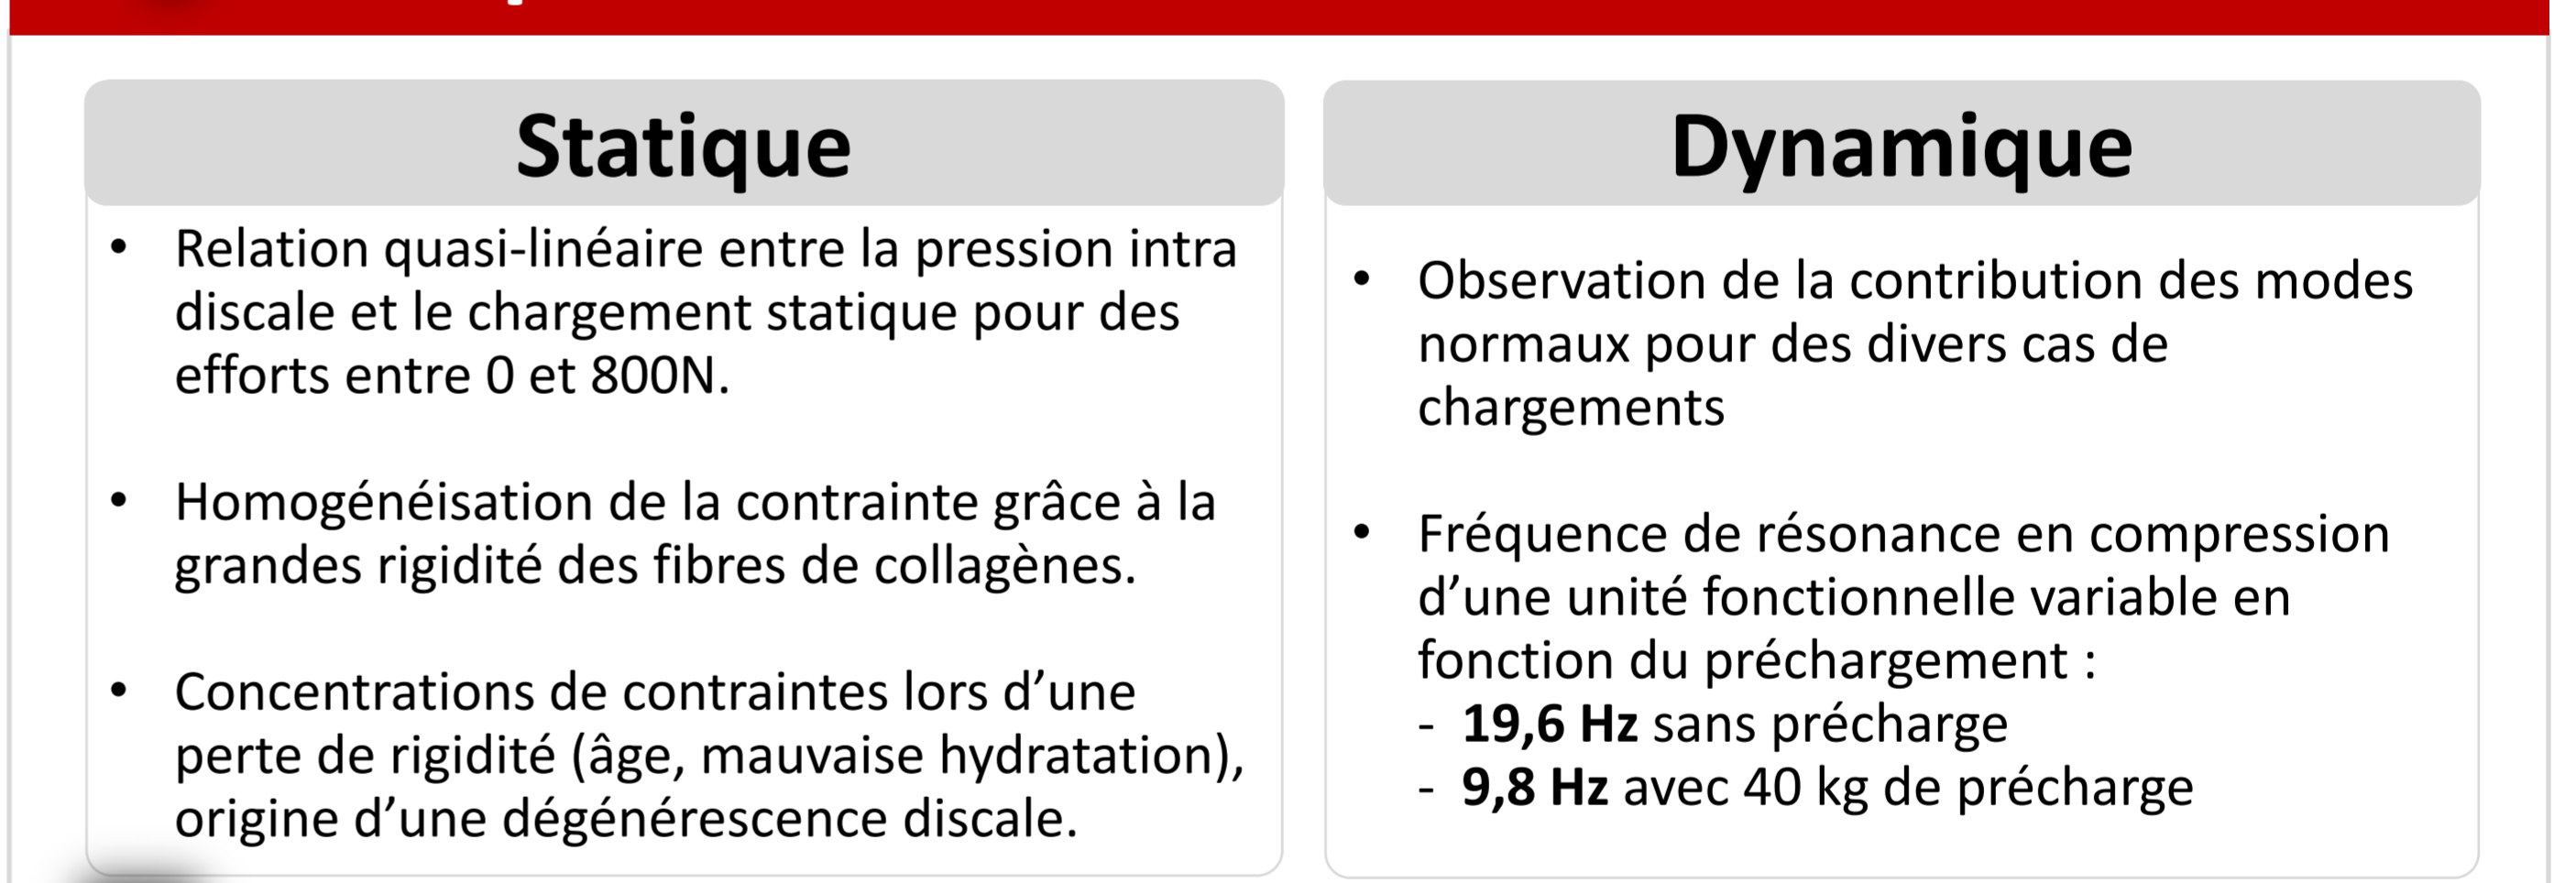 Statique
• Relation quasi-linéaire entre la pression intra
discale et le chargement statique pour des
efforts entre 0 et 800N.
• Homogénéisation de la contrainte grâce à la
grandes rigidité des fibres de collagènes.
• Concentrations de contraintes lors d’une
perte de rigidité (âge, mauvaise hydratation),
origine d’une dégénérescence discale.
Dynamique
• Observation de la contribution des modes
normaux pour des divers cas de
chargements
• Fréquence de résonance en compression
d’une unité fonctionnelle variable en
fonction du préchargement :
- 19,6 Hz sans précharge
- 9,8 Hz avec 40 kg de précharge